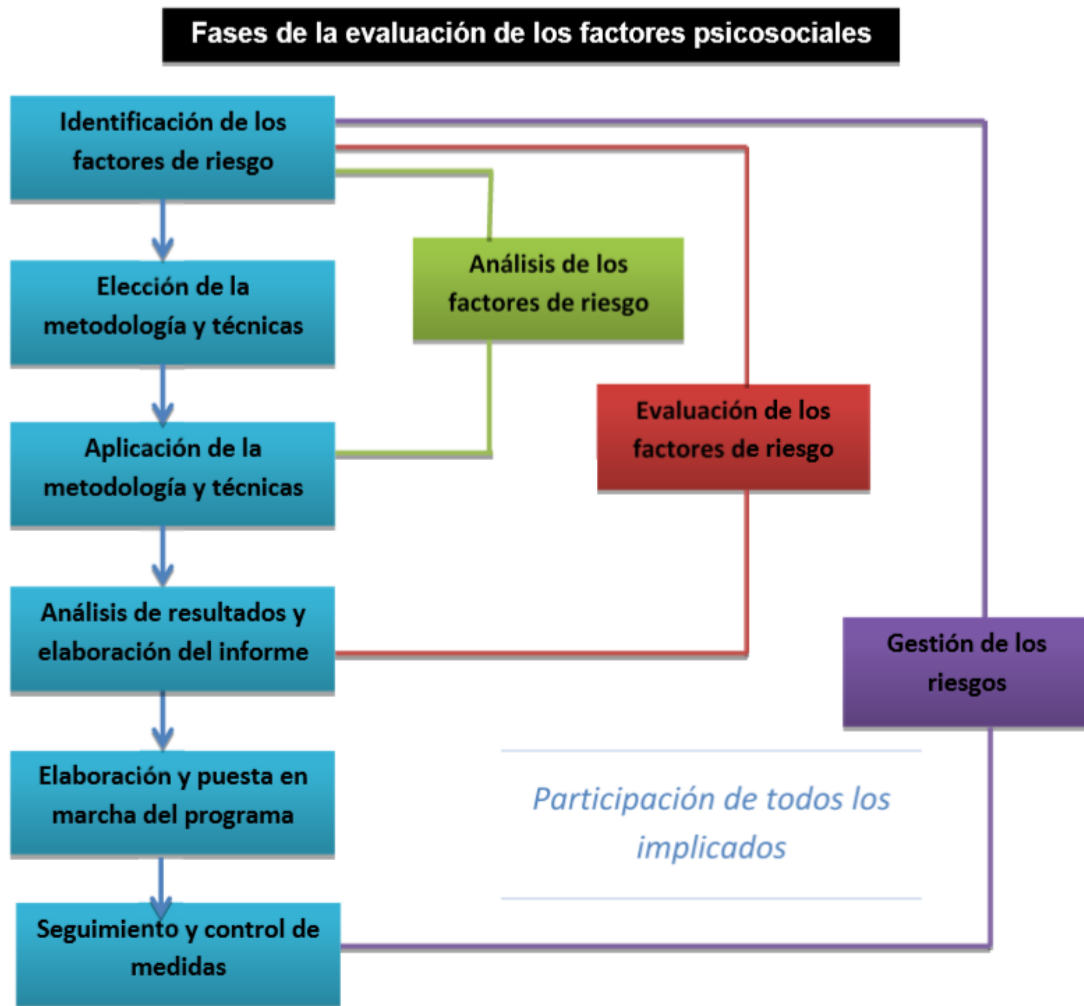 Fases de la evaluación de los factores psicosociales
Identificación de los
factores de riesgo
Elección de la
metodología y técnicas
Aplicación de la
metodología y técnicas
Análisis de resultados y
elaboración del informe
Elaboración y puesta en
marcha del programa
Seguimiento y control de
medidas
Análisis de los
factores de riesgo
Evaluación de los
factores de riesgo
Gestión de los
riesgos
Participación de todos los
implicados